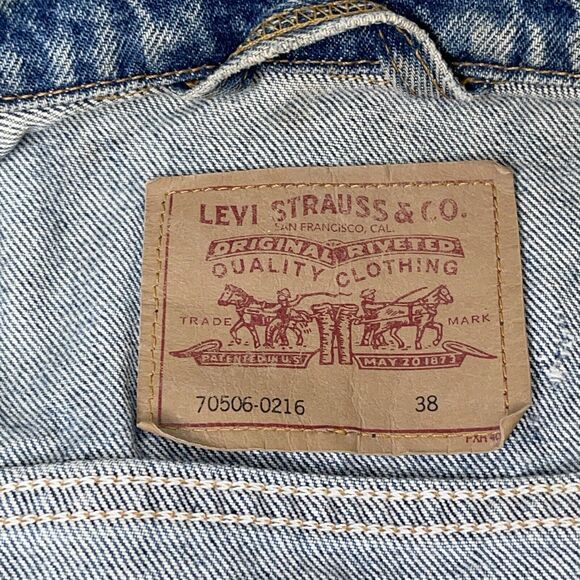 LEVI STRAUSS & CO.
SAN FRANCISCO, CAL.
ORIGINAL RIVETED
QUALITY CLOTHING
TRADE MARK
PATENTED IN U.S. MAY 20 1873
70506-0216 38